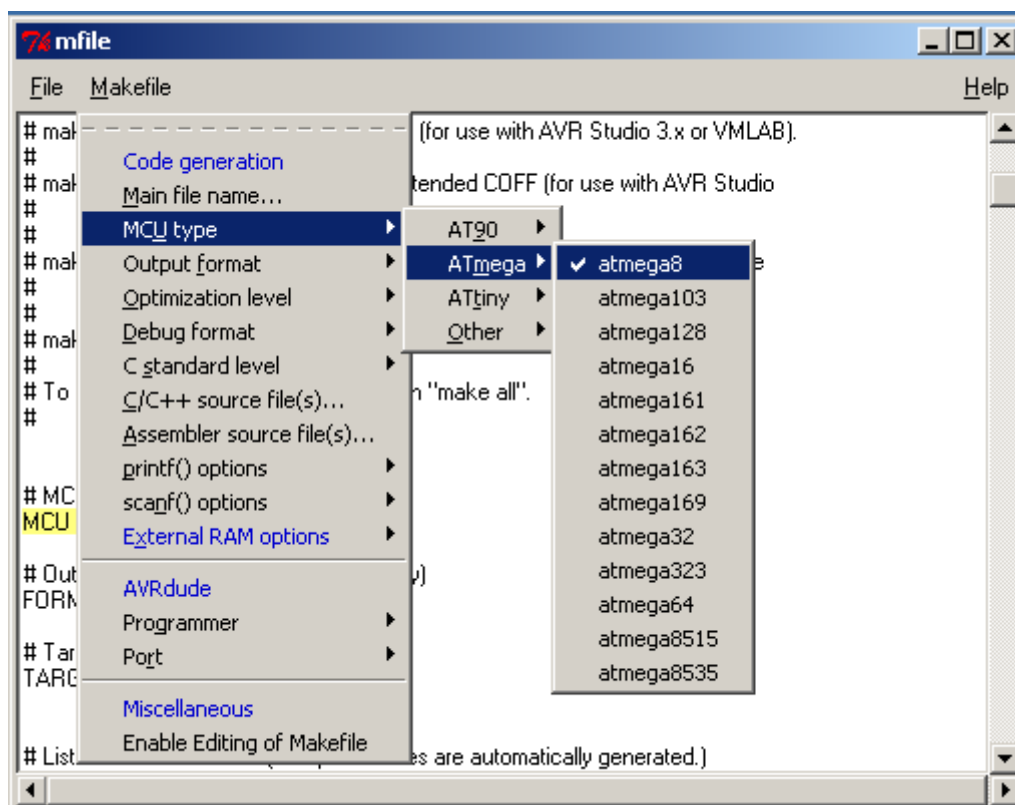 mfile
File Makefile Help
# mak (for use with AVR Studio 3.x or VMLAB).
#
# mak tended COFF (for use with AVR Studio
#
#
# mak e
#
#
# mak
#
# To "make all".
#
# MC
MCU
# Out y)
FORM
# Tar
TARG
# List es are automatically generated.)
Code generation
Main file name...
MCU type
Output format
Optimization level
Debug format
C standard level
C/C++ source file(s)...
Assembler source file(s)...
printf() options
scanf() options
External RAM options
AVRdude
Programmer
Port
Miscellaneous
Enable Editing of Makefile
AT90
ATmega
ATtiny
Other
atmega8
atmega103
atmega128
atmega16
atmega161
atmega162
atmega163
atmega169
atmega32
atmega323
atmega64
atmega8515
atmega8535